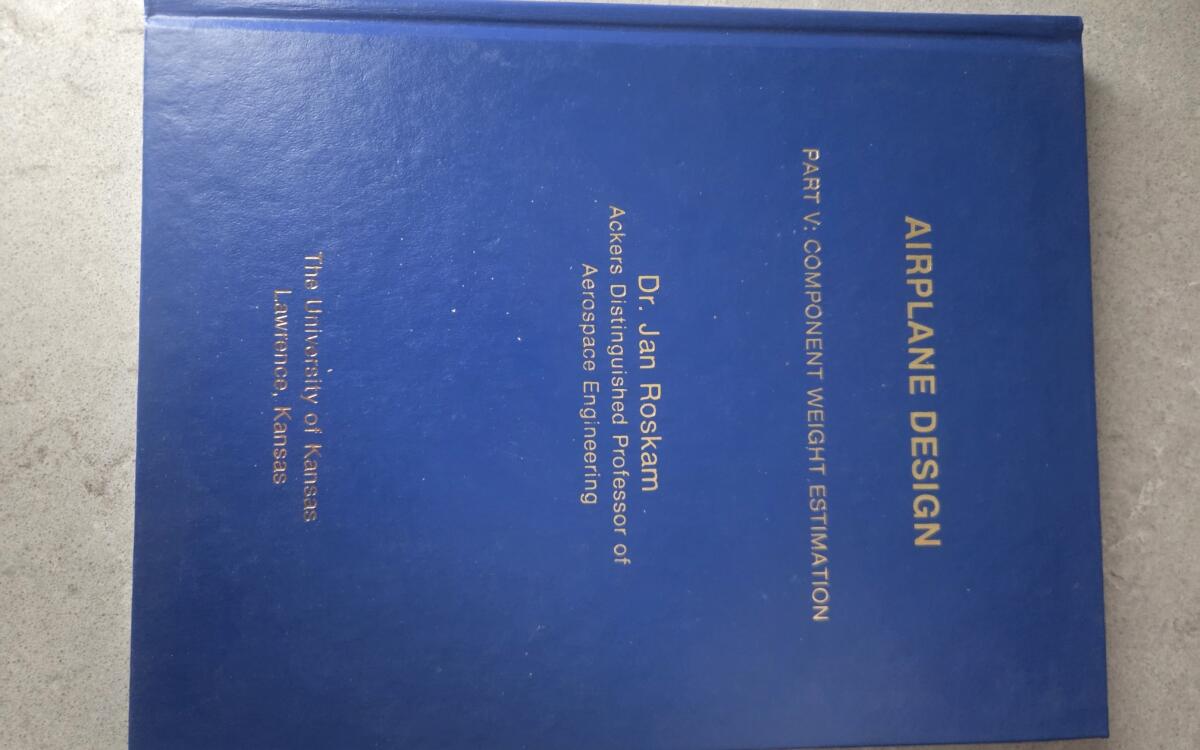 AIRPLANE DESIGN
PART V: COMPONENT WEIGHT ESTIMATION
Dr. Jan Roskam
Ackers Distinguished Professor of
Aerospace Engineering
The University of Kansas
Lawrence, Kansas